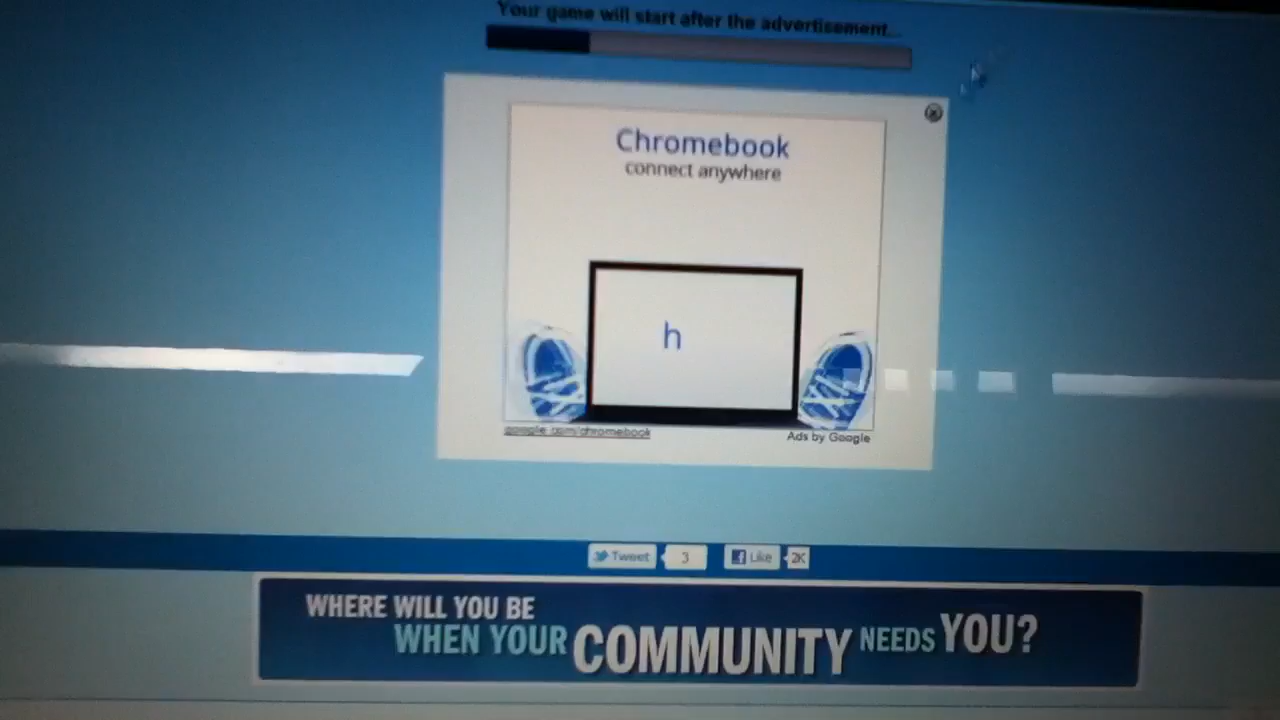 Your game will start after the advertisement...
Chromebook
connect anywhere
h
google.com/chromebook
Ads by Google
Tweet
3
Like
2K
WHERE WILL YOU BE
WHEN YOUR COMMUNITY NEEDS YOU?